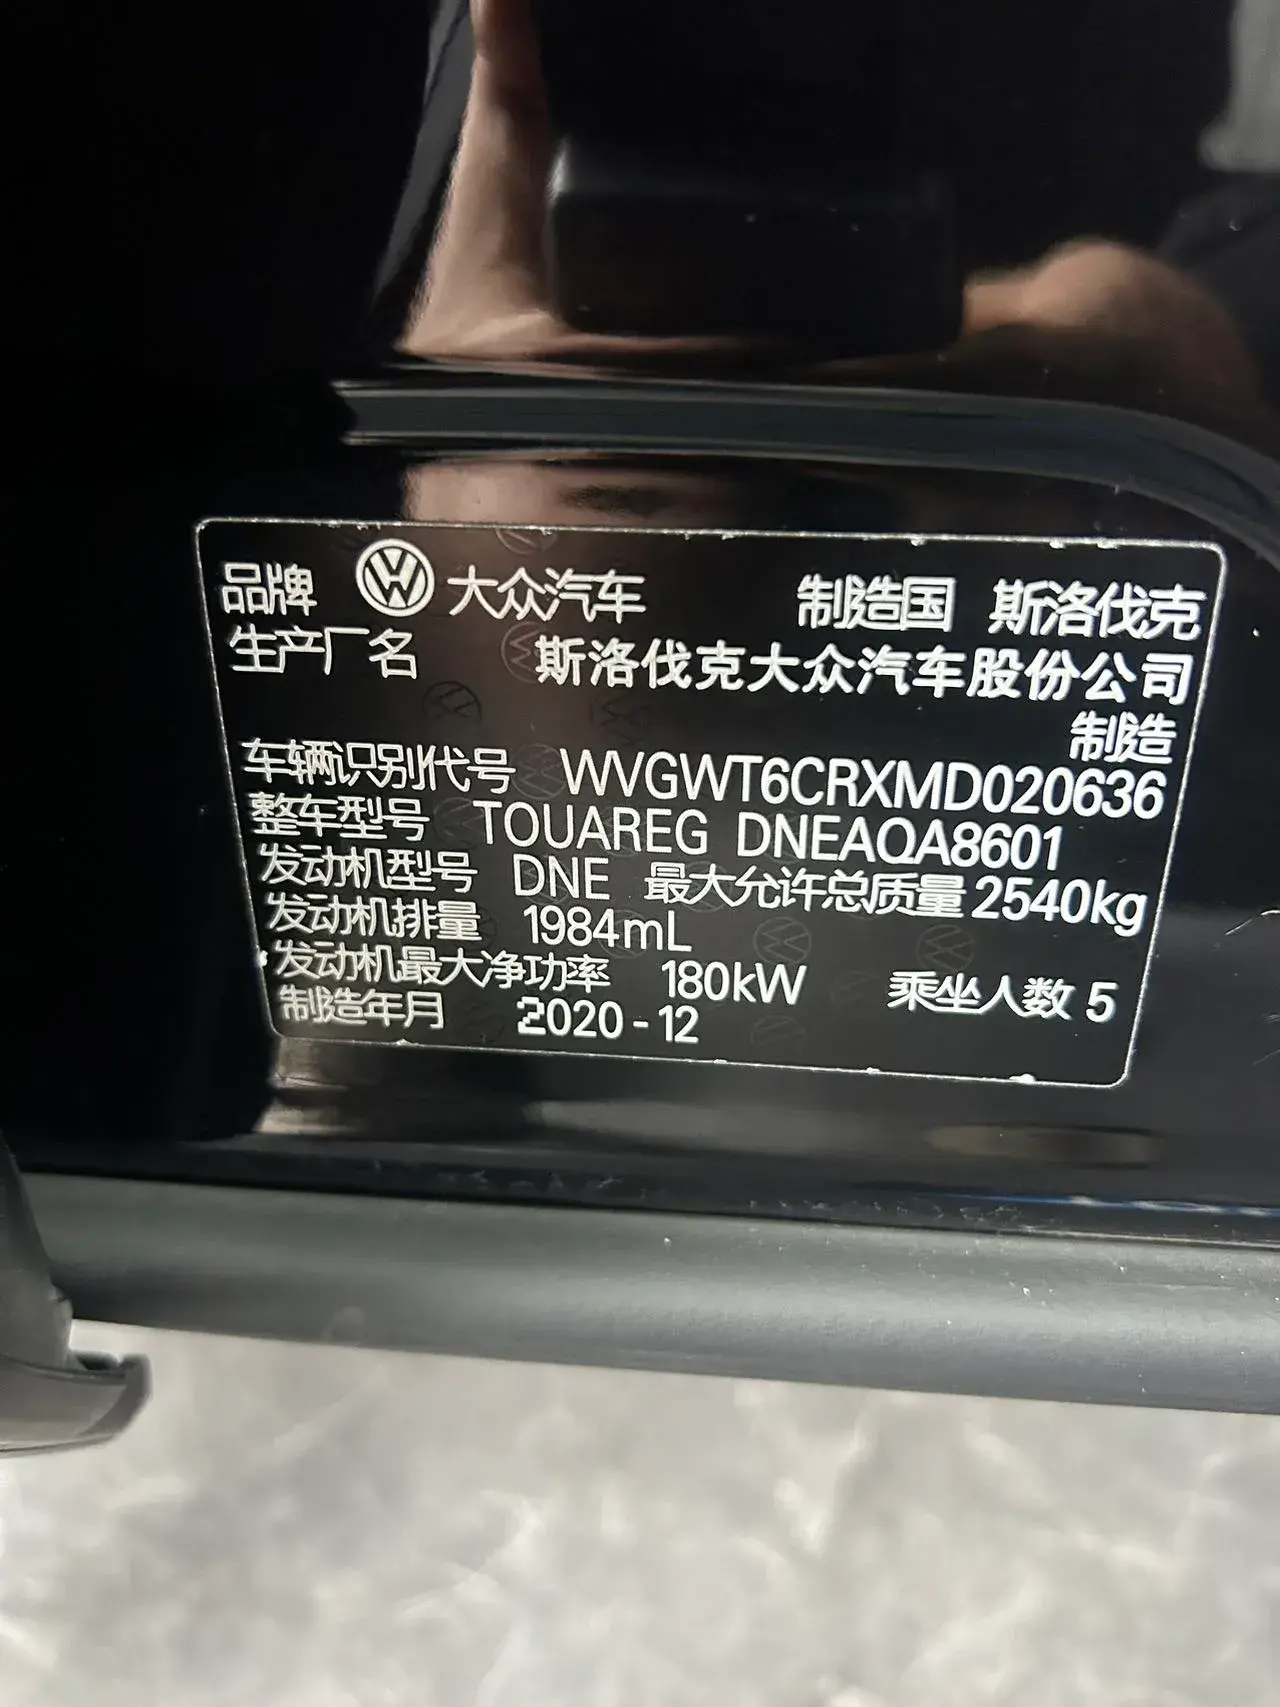 品牌 大众汽车 制造国 斯洛伐克
生产厂名 斯洛伐克大众汽车股份公司
制造
车辆识别代号 WVGWT6CRXMD020636
整车型号 TOUAREG DNEAQA8601
发动机型号 DNE 最大允许总质量 2540kg
发动机排量 1984mL
发动机最大净功率 180kW 乘坐人数 5
制造年月 2020-12